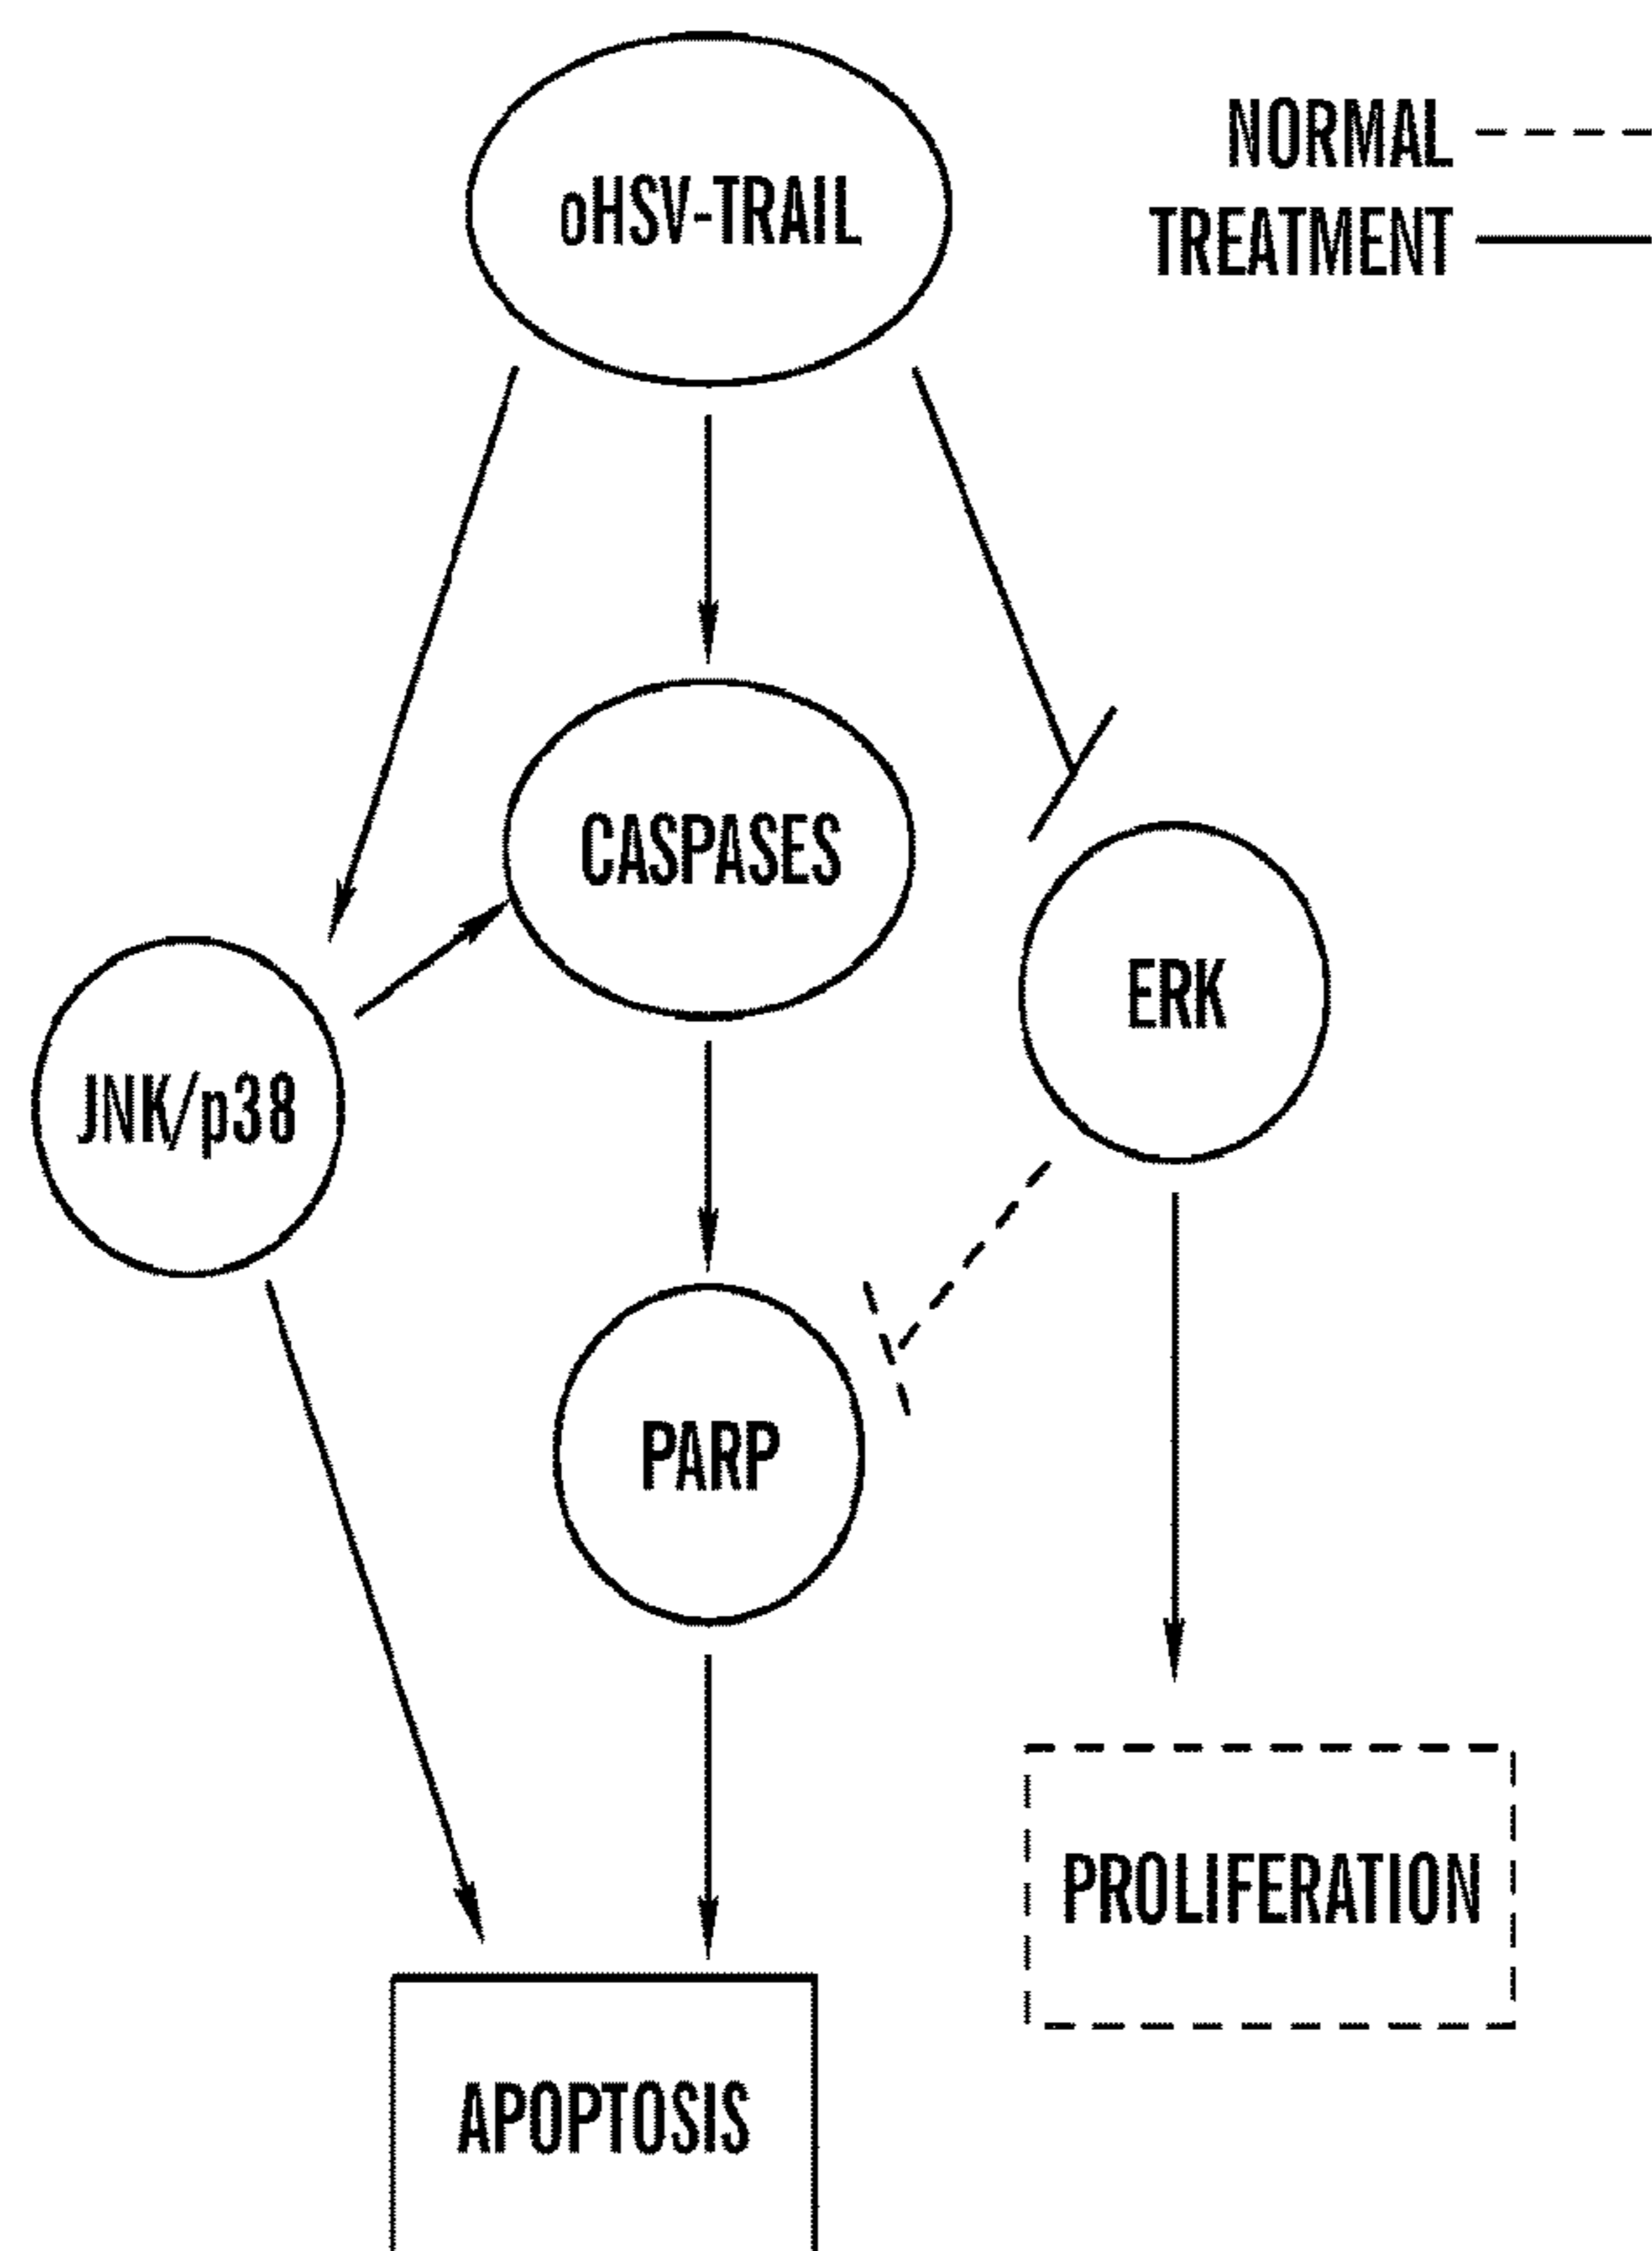 oHSV-TRAIL
NORMAL
TREATMENT
CASPASES
ERK
JNK/p38
PARP
PROLIFERATION
APOPTOSIS